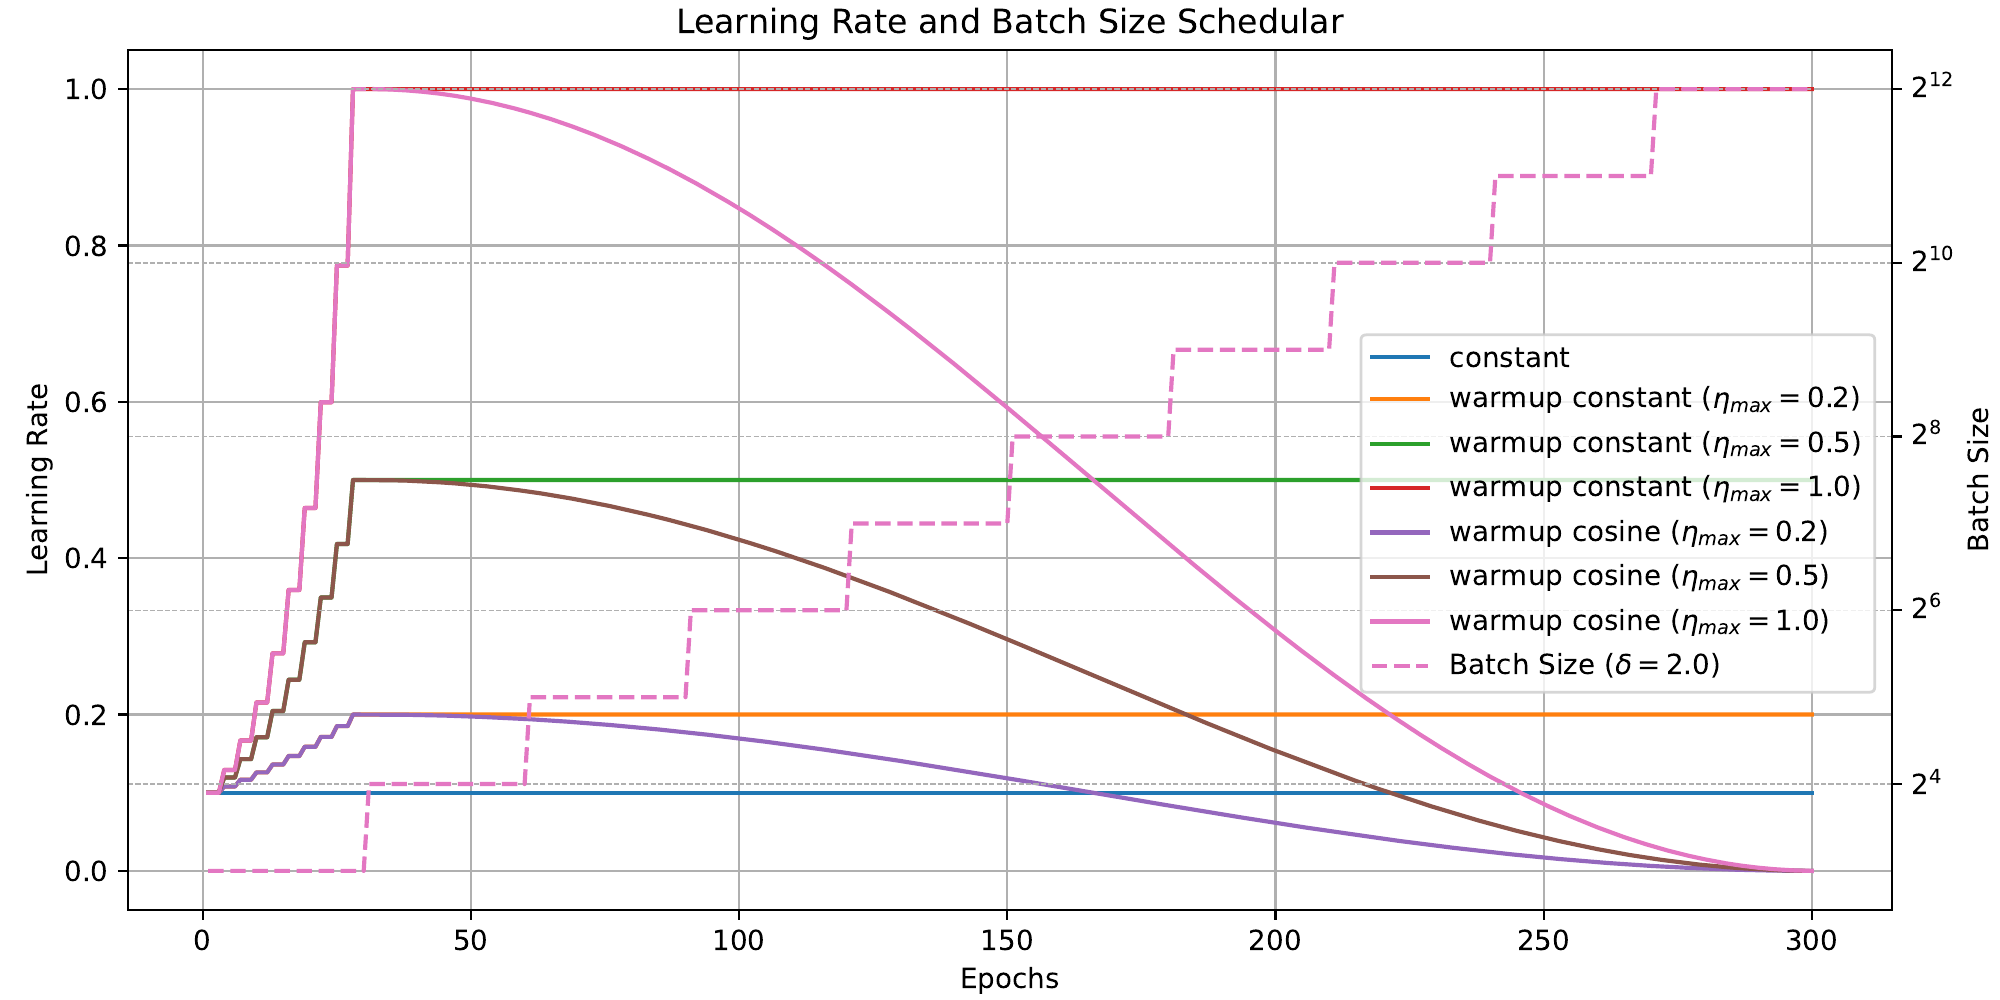 Learning Rate and Batch Size Schedular
1.0
0.8
0.6
0.4
0.2
0.0
Learning Rate
2^12
2^10
2^8
2^6
2^4
Batch Size
constant
warmup constant (η_max = 0.2)
warmup constant (η_max = 0.5)
warmup constant (η_max = 1.0)
warmup cosine (η_max = 0.2)
warmup cosine (η_max = 0.5)
warmup cosine (η_max = 1.0)
Batch Size (δ = 2.0)
0 50 100 150 200 250 300
Epochs